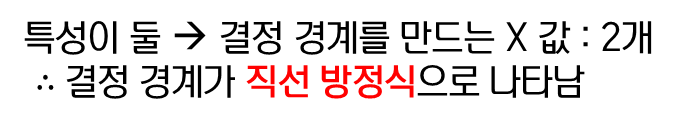 특성이 둘 → 결정 경계를 만드는 X 값 : 2개
∴ 결정 경계가 직선 방정식으로 나타남